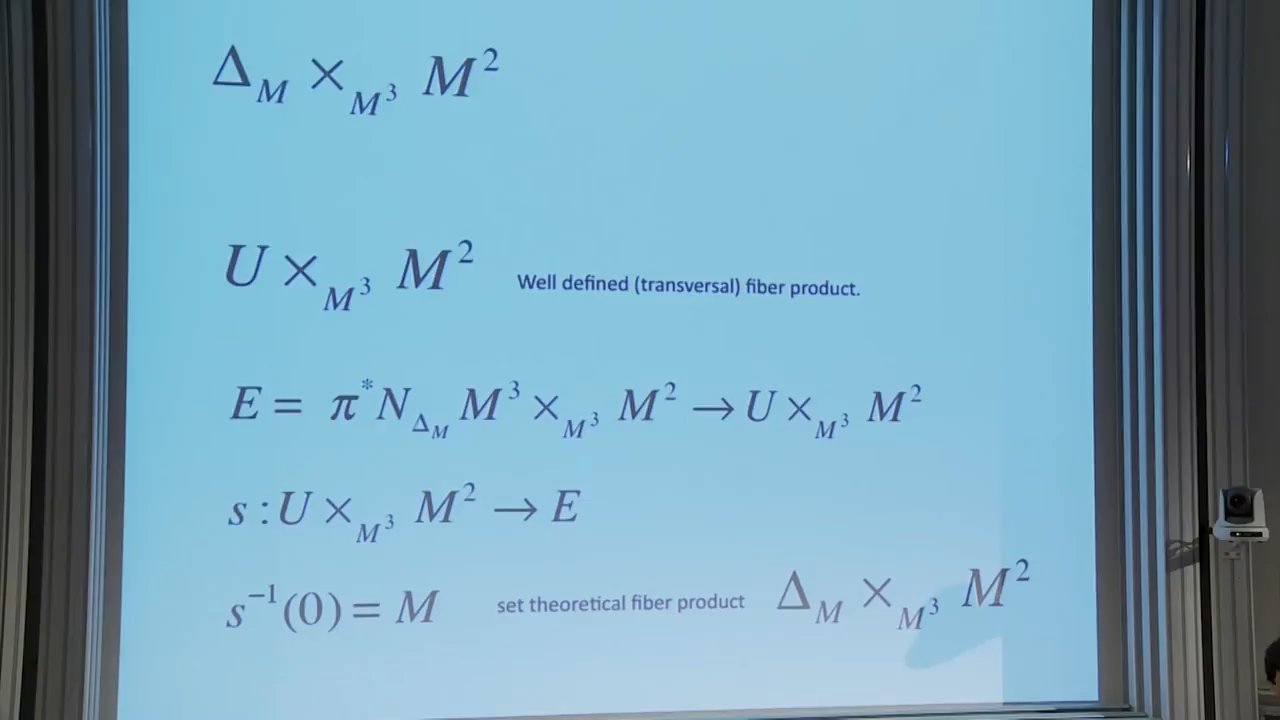 Δ_M ×_{M^3} M^2
U ×_{M^3} M^2 Well defined (transversal) fiber product.
E = π^* N_{Δ_M} M^3 ×_{M^3} M^2 → U ×_{M^3} M^2
s : U ×_{M^3} M^2 → E
s^{-1}(0) = M set theoretical fiber product Δ_M ×_{M^3} M^2